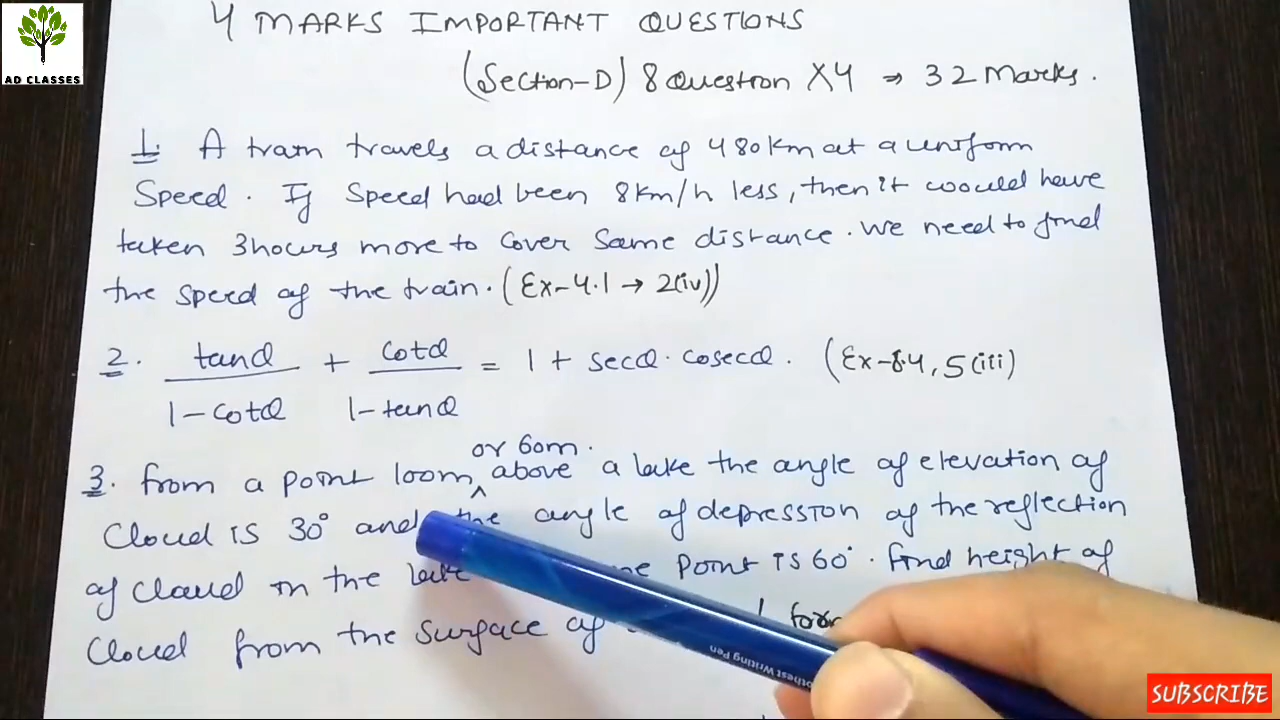 AD CLASSES
4 MARKS IMPORTANT QUESTIONS
(Section-D) 8 Question X4 → 32 Marks.
1. A train travels a distance of 480km at a uniform
Speed. If Speed had been 8km/h less, then it would have
taken 3hours more to cover same distance. We need to find
the speed of the train. (Ex-4.1 → 2(iv))
2. tanθ/1-cotθ + cotθ/1-tanθ = 1 + secθ. cosecθ. (Ex-8.4, 5(iii)
or 60m.
3. from a point 100m ^ above a lake the angle of elevation of
Cloud is 30° and the angle of depression of the reflection
of cloud in the lake Point is 60°. find height of
Cloud from the surface of
othest Writing Pen
SUBSCRIBE